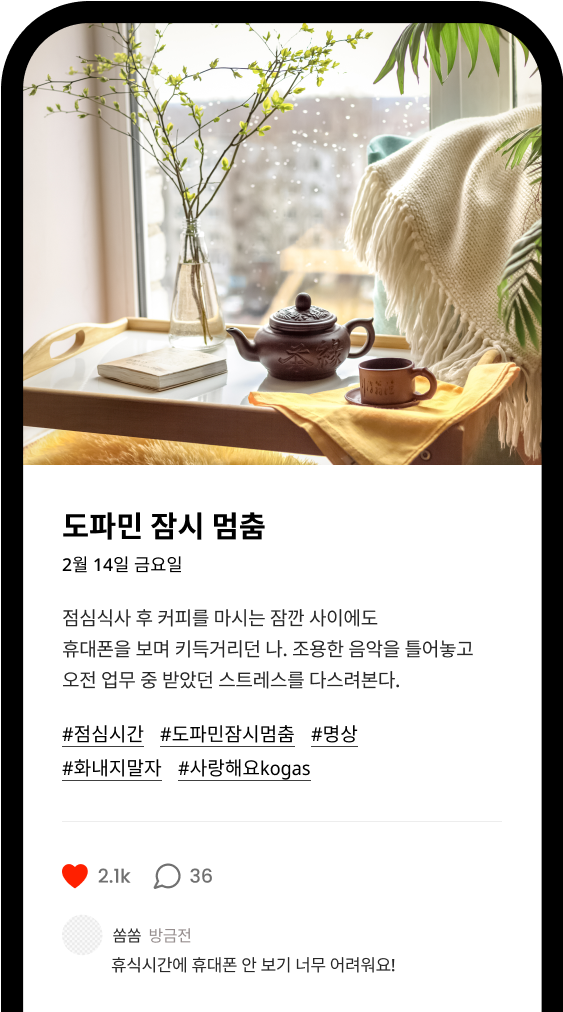 도파민 잠시 멈춤
2월 14일 금요일
점심식사 후 커피를 마시는 잠깐 사이에도
휴대폰을 보며 키득거리던 나. 조용한 음악을 틀어놓고
오전 업무 중 받았던 스트레스를 다스려본다.
#점심시간 #도파민잠시멈춤 #명상
#화내지말자 #사랑해요kogas
2.1k 36
쏨쏨 방금전
휴식시간에 휴대폰 안 보기 너무 어려워요!